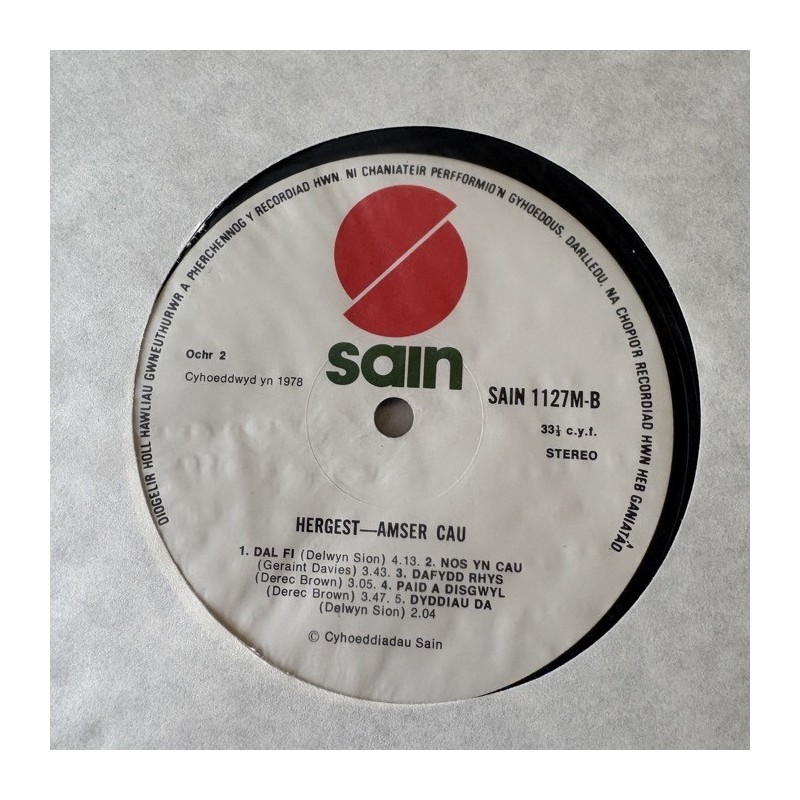 DIOGELIR HOLL HAWLIAU GWNEUTHURWR A PHERCHENNOG Y RECORDIAD HWN. NI CHANIATEIR PERFFORMIO'N GYHOEDDUS, DARLLEDU, NA CHOPIO'R RECORDIAD HWN HEB GANIATÂD
sain
Ochr 2
Cyhoeddwyd yn 1978
SAIN 1127M-B
33⅓ c.y.f.
STEREO
HERGEST—AMSER CAU
1. DAL FI (Delwyn Sion) 4.13. 2. NOS YN CAU
(Geraint Davies) 3.43. 3. DAFYDD RHYS
(Derec Brown) 3.05. 4. PAID A DISGWYL
(Derec Brown) 3.47. 5. DYDDIAU DA
(Delwyn Sion) 2.04
© Cyhoeddiadau Sain